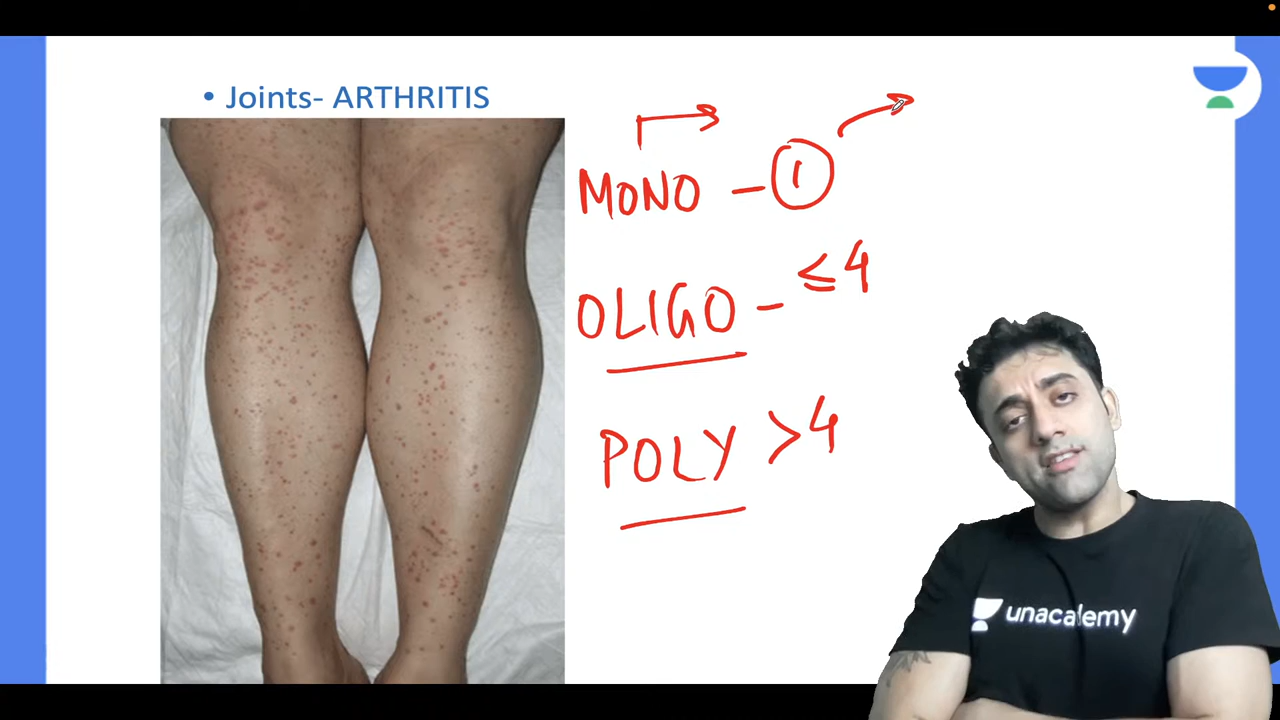 • Joints- ARTHRITIS
MONO – 1
OLIGO – ≤4
POLY >4
unacademy